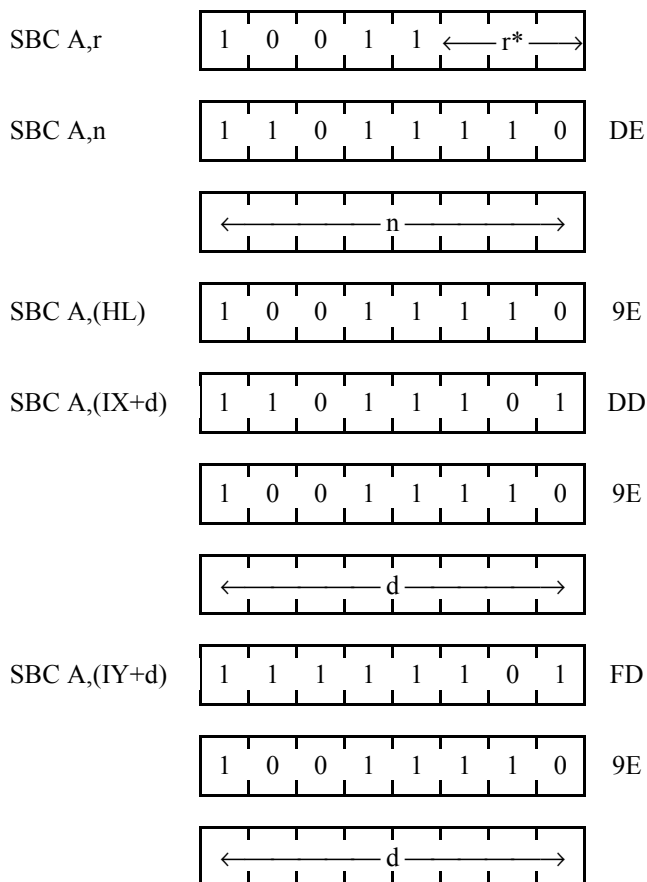 SBC A,r 1 0 0 1 1 r*
SBC A,n 1 1 0 1 1 1 1 0 DE
n
SBC A,(HL) 1 0 0 1 1 1 1 0 9E
SBC A,(IX+d) 1 1 0 1 1 1 0 1 DD
1 0 0 1 1 1 1 0 9E
d
SBC A,(IY+d) 1 1 1 1 1 1 0 1 FD
1 0 0 1 1 1 1 0 9E
d